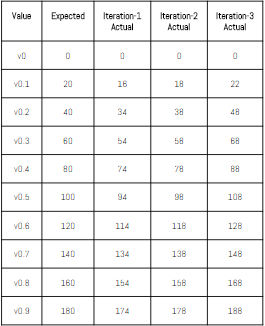 Value Expected Iteration-1 Actual Iteration-2 Actual Iteration-3 Actual
v0 0 0 0 0
v0.1 20 16 18 22
v0.2 40 34 38 48
v0.3 60 54 58 68
v0.4 80 74 78 88
v0.5 100 94 98 108
v0.6 120 114 118 128
v0.7 140 134 138 148
v0.8 160 154 158 168
v0.9 180 174 178 188